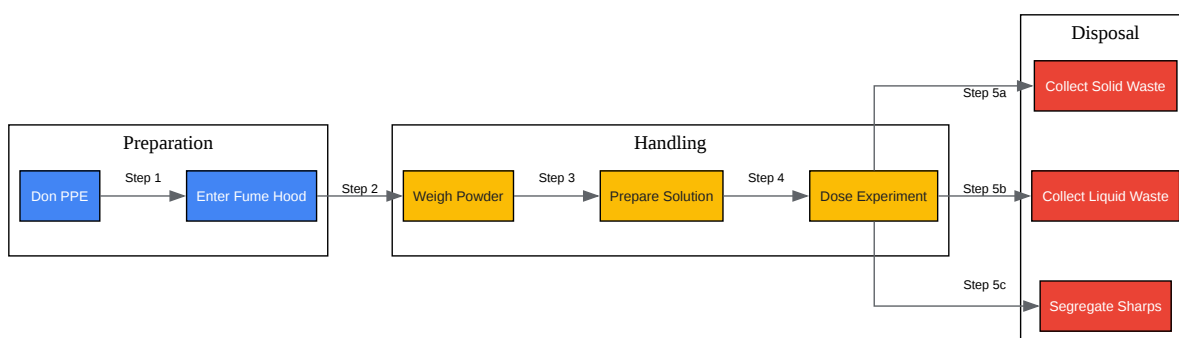 Preparation
Don PPE
Step 1
Enter Fume Hood
Step 2
Handling
Weigh Powder
Step 3
Prepare Solution
Step 4
Dose Experiment
Step 5a
Step 5b
Step 5c
Disposal
Collect Solid Waste
Collect Liquid Waste
Segregate Sharps